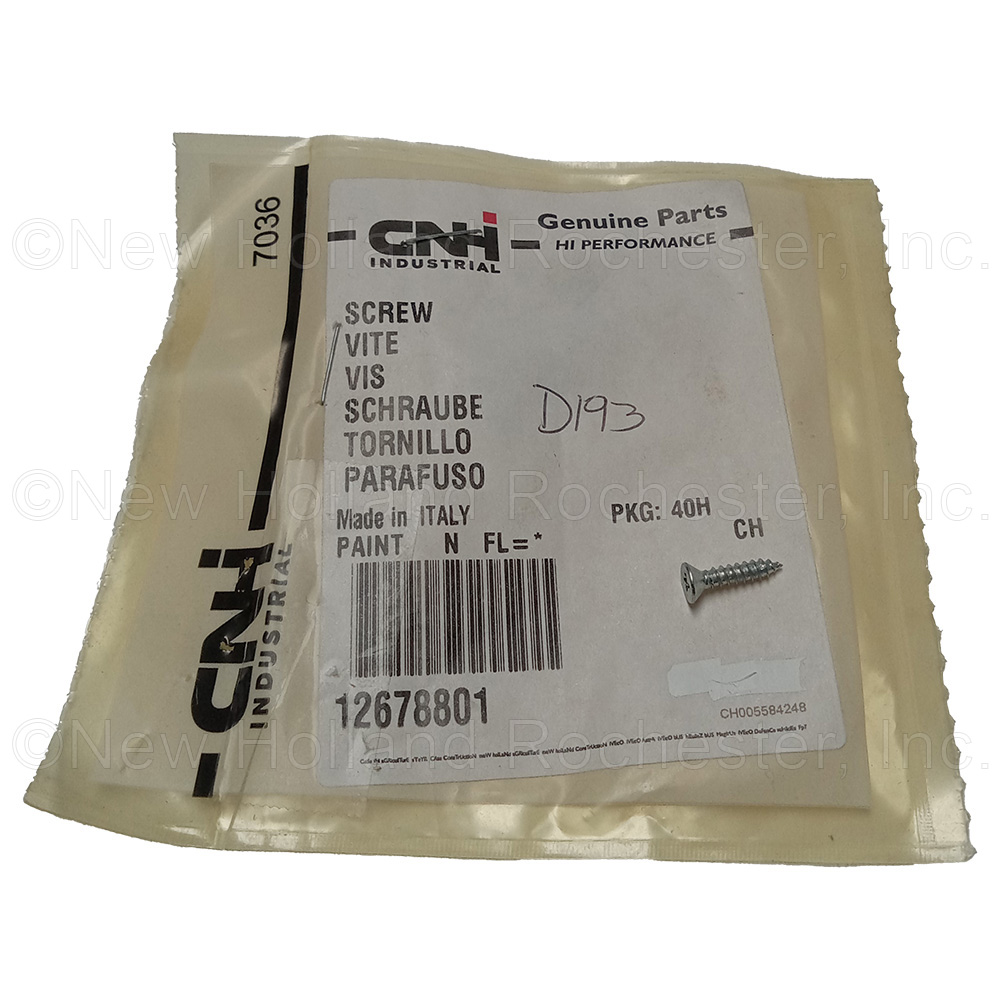 7036
CNH
INDUSTRIAL
CNH
INDUSTRIAL
Genuine Parts
HI PERFORMANCE
SCREW
VITE
VIS
SCHRAUBE
TORNILLO
PARAFUSO
D193
Made in ITALY
PKG: 40H
PAINT N FL=*
CH
12678801
CH005584248
©New Holland Rochester, Inc.
©New Holland Rochester, Inc.
©New Holland Rochester, Inc.